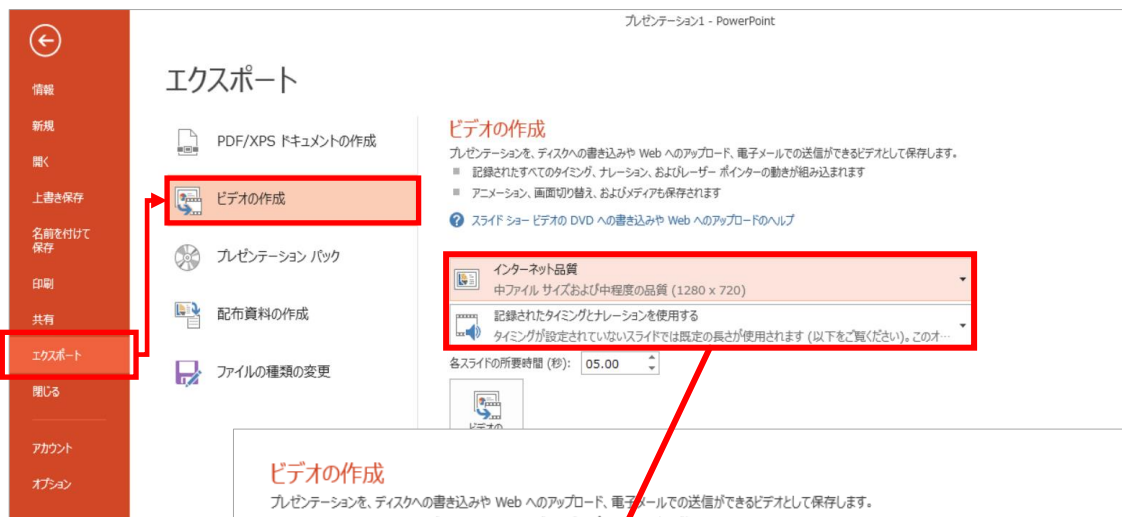 プレゼンテーション1 - PowerPoint
情報
新規
開く
上書き保存
名前を付けて
保存
印刷
共有
エクスポート
閉じる
アカウント
オプション
エクスポート
PDF/XPS ドキュメントの作成
ビデオの作成
プレゼンテーション パック
配布資料の作成
ファイルの種類の変更
ビデオの作成
プレゼンテーションを、ディスクへの書き込みや Web へのアップロード、電子メールでの送信ができるビデオとして保存します。
記録されたすべてのタイミング、ナレーション、およびレーザー ポインターの動きが組み込まれます
アニメーション、画面切り替え、およびメディアも保存されます
スライド ショー ビデオの DVD への書き込みや Web へのアップロードのヘルプ
インターネット品質
中ファイル サイズおよび中程度の品質 (1280 x 720)
記録されたタイミングとナレーションを使用する
タイミングが設定されていないスライドでは既定の長さが使用されます (以下をご覧ください)。このオ…
各スライドの所要時間 (秒): 05.00
ビデオの
ビデオの作成
プレゼンテーションを、ディスクへの書き込みや Web へのアップロード、電子メールでの送信ができるビデオとして保存します。